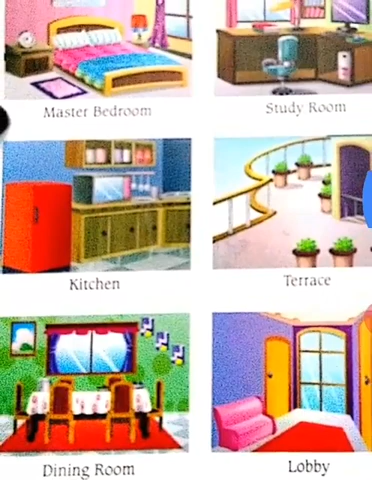 Master Bedroom
Study Room
Kitchen
Terrace
Dining Room
Lobby